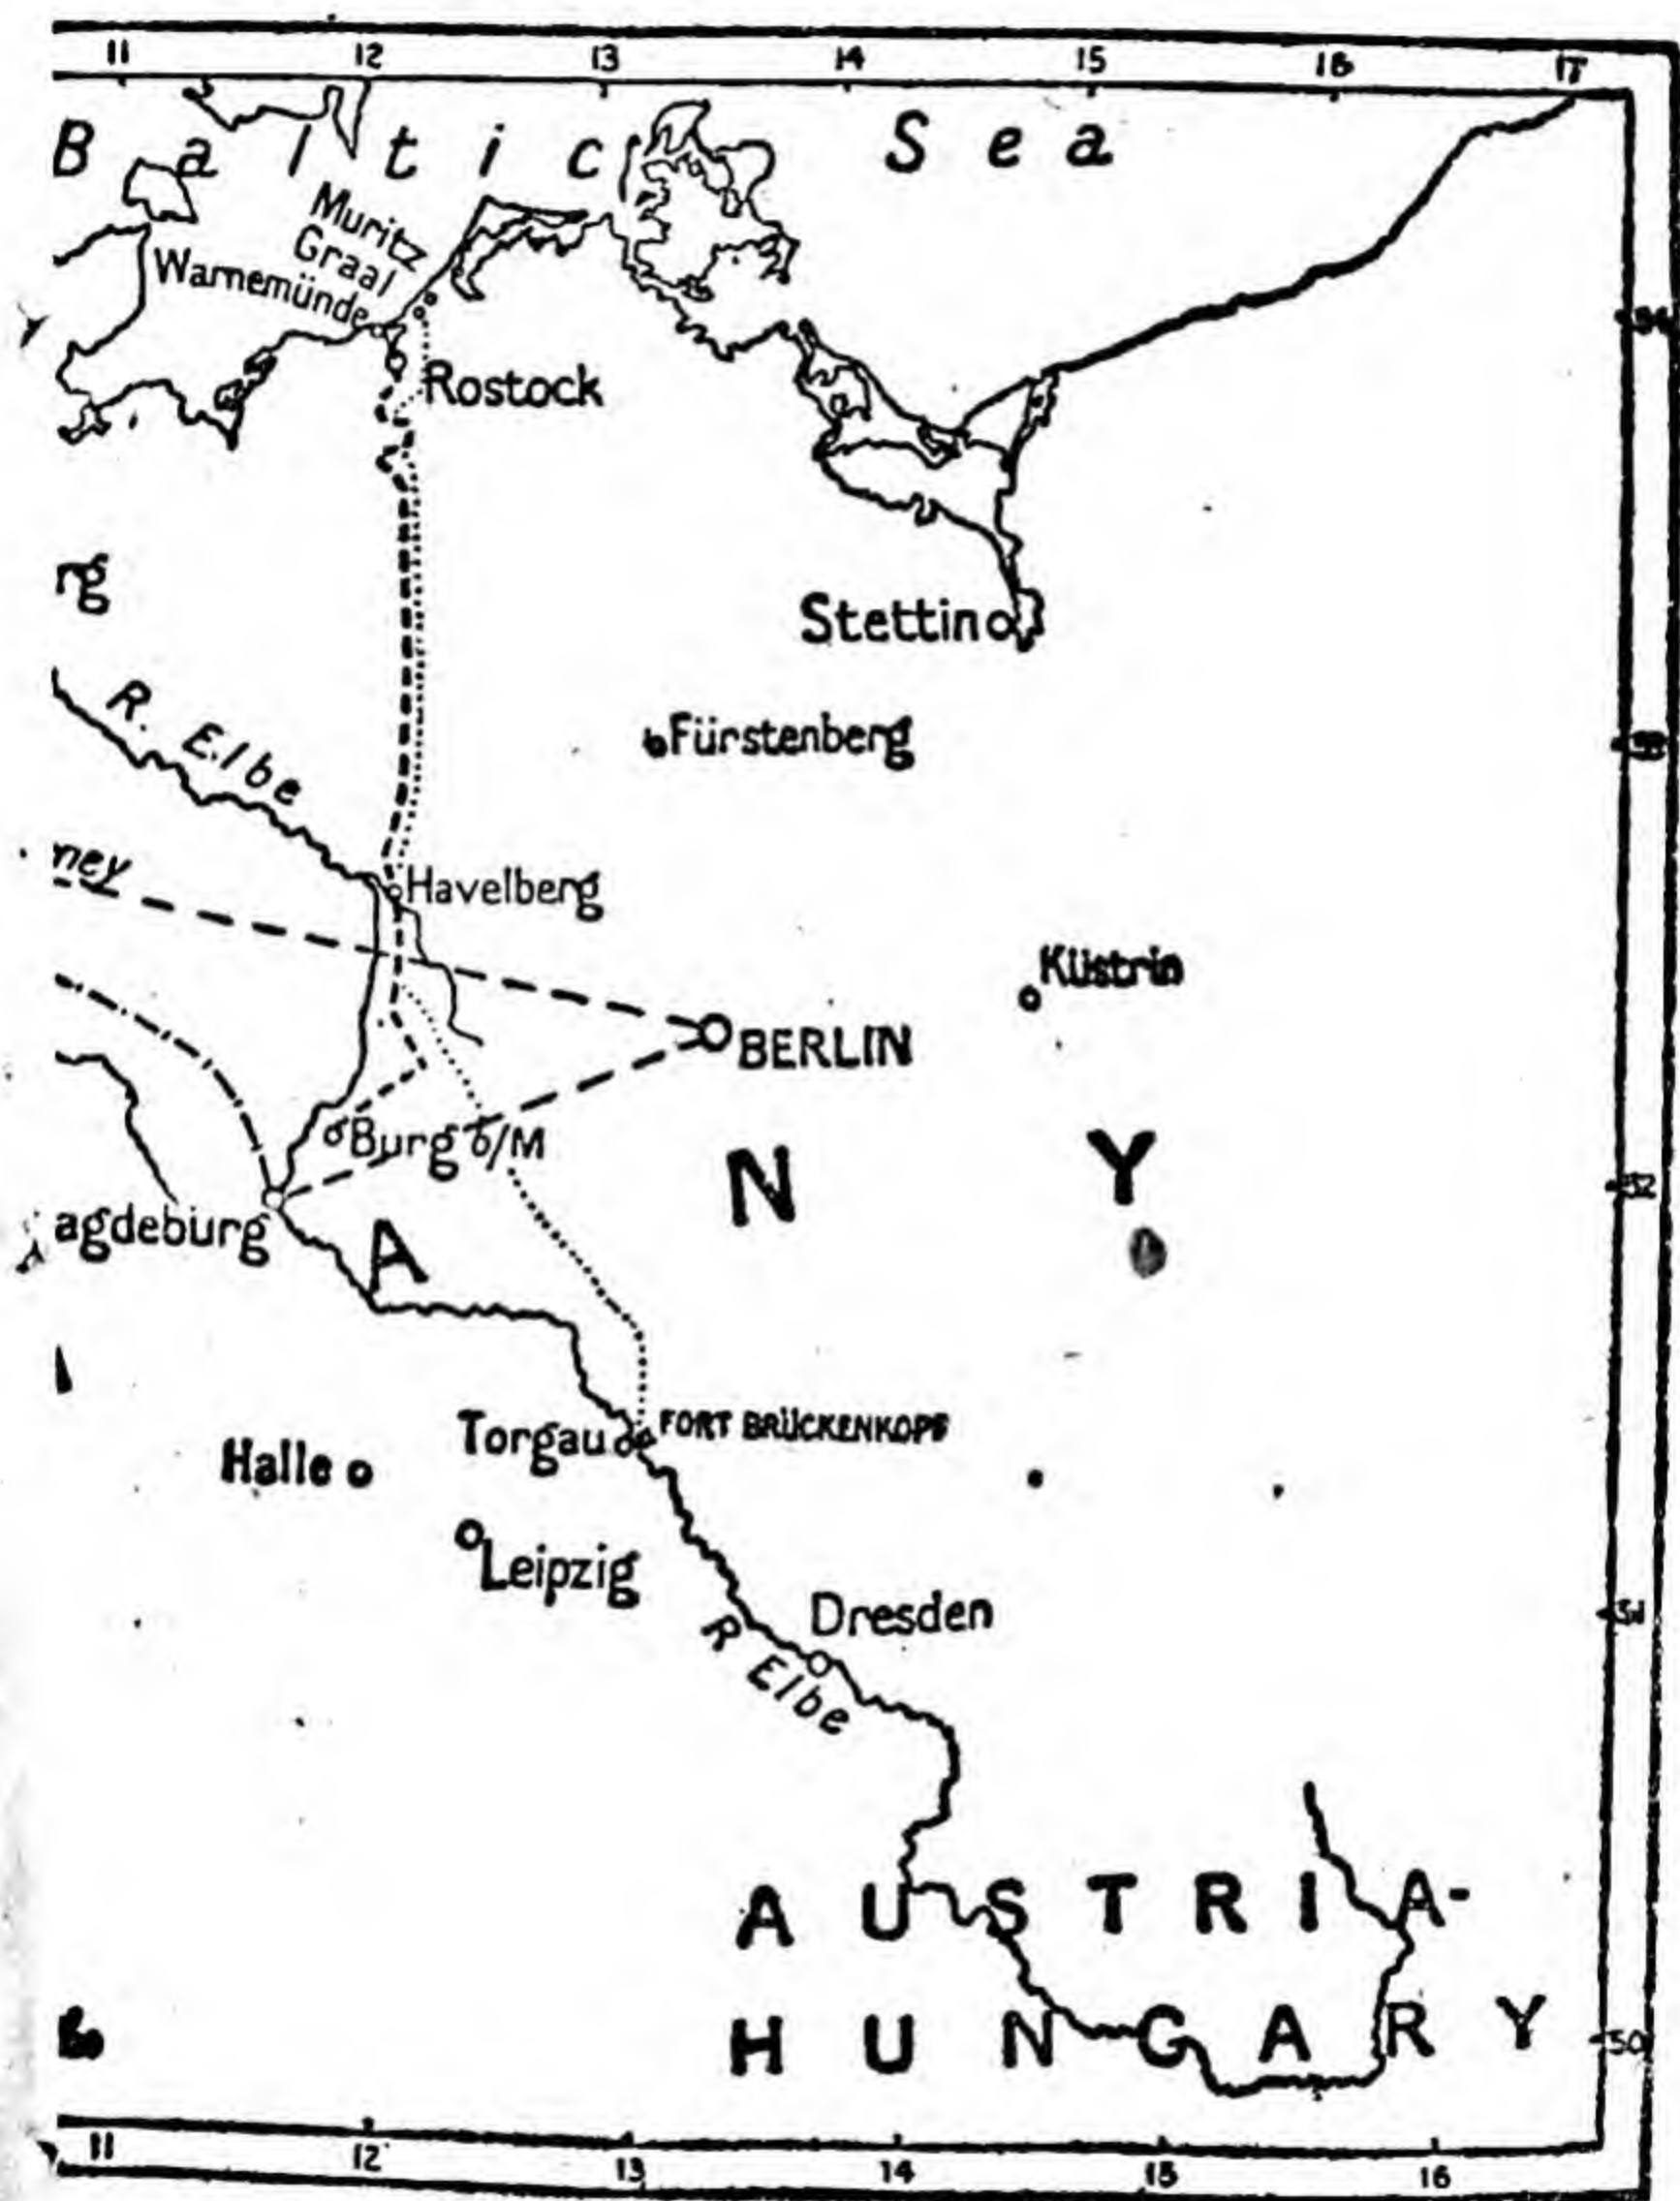 11 12 13 14 15 16 17
Baltic Sea
Muritz
Graal
Warnemünde
54
Rostock
rg
Stettin
R. Elbe
Fürstenberg
53
ney
Havelberg
Küstrin
BERLIN
Burg b/M
N Y
52
agdeburg
A
Torgau
FORT BRÜCKENKOPF
Halle
Leipzig
Dresden
51
R Elbe
AUSTRIA-
HUNGARY
50
11 12 13 14 15 16